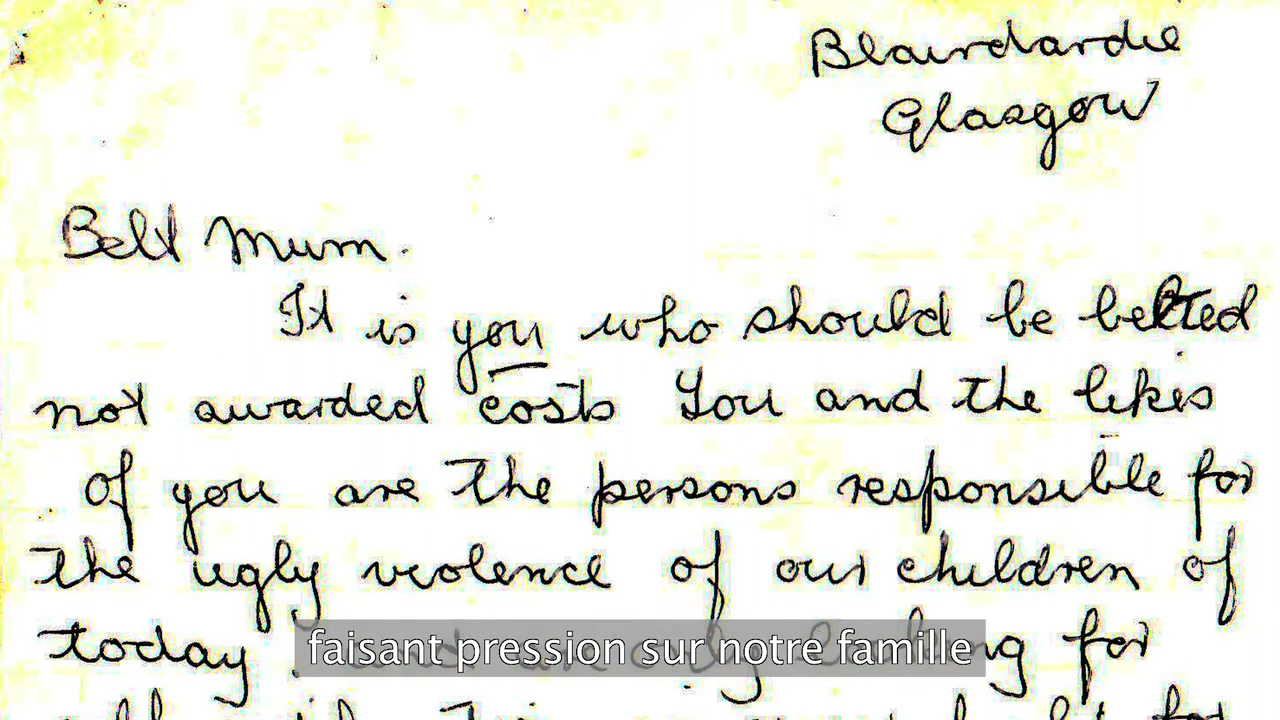 Blairdardie
Glasgow
Belt Mum.
It is you who should be belted
not awarded costs You and the likes
of you are the persons responsible for
the ugly violence of our children of
today for
faisant pression sur notre famille